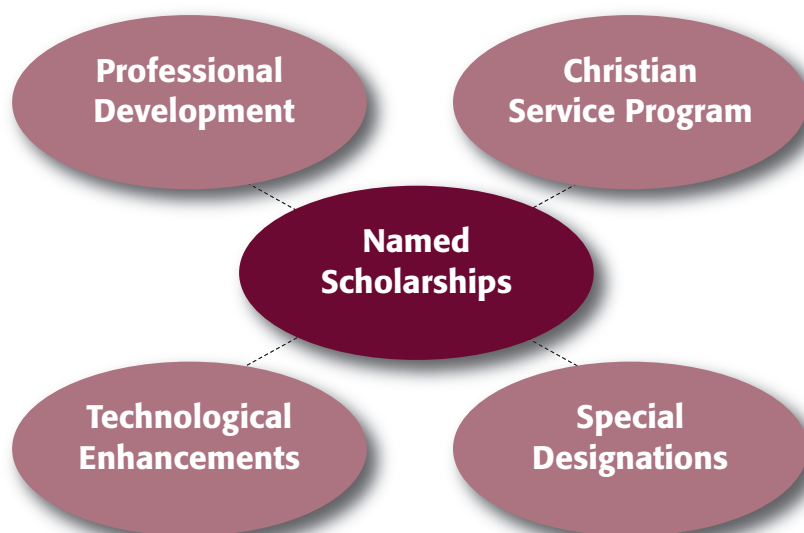 Professional
Development
Christian
Service Program
Named
Scholarships
Technological
Enhancements
Special
Designations